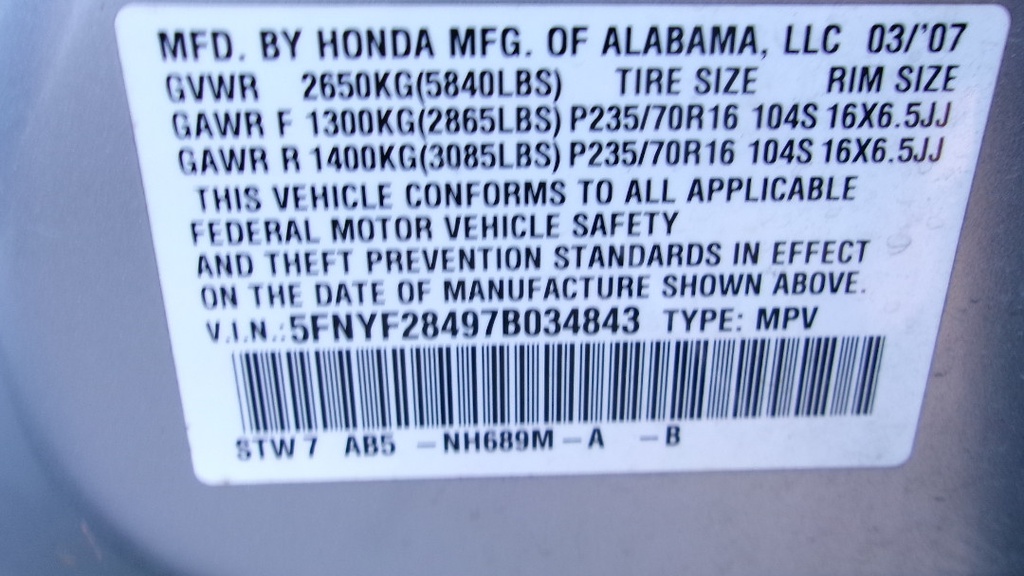 MFD. BY HONDA MFG. OF ALABAMA, LLC 03/'07
GVWR 2650KG(5840LBS) TIRE SIZE RIM SIZE
GAWR F 1300KG(2865LBS) P235/70R16 104S 16X6.5JJ
GAWR R 1400KG(3085LBS) P235/70R16 104S 16X6.5JJ
THIS VEHICLE CONFORMS TO ALL APPLICABLE
FEDERAL MOTOR VEHICLE SAFETY
AND THEFT PREVENTION STANDARDS IN EFFECT
ON THE DATE OF MANUFACTURE SHOWN ABOVE.
V.I.N.: 5FNYF28497B034843 TYPE: MPV
STW7 AB5 -NH689M-A -B